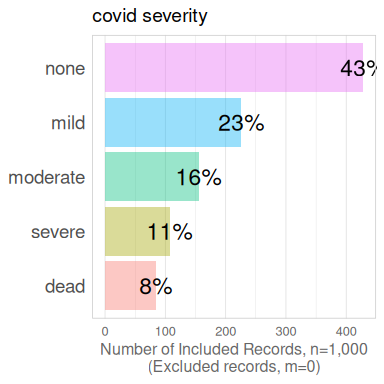 covid severity
none 43%
mild 23%
moderate 16%
severe 11%
dead 8%
0 100 200 300 400
Number of Included Records, n=1,000
(Excluded records, m=0)